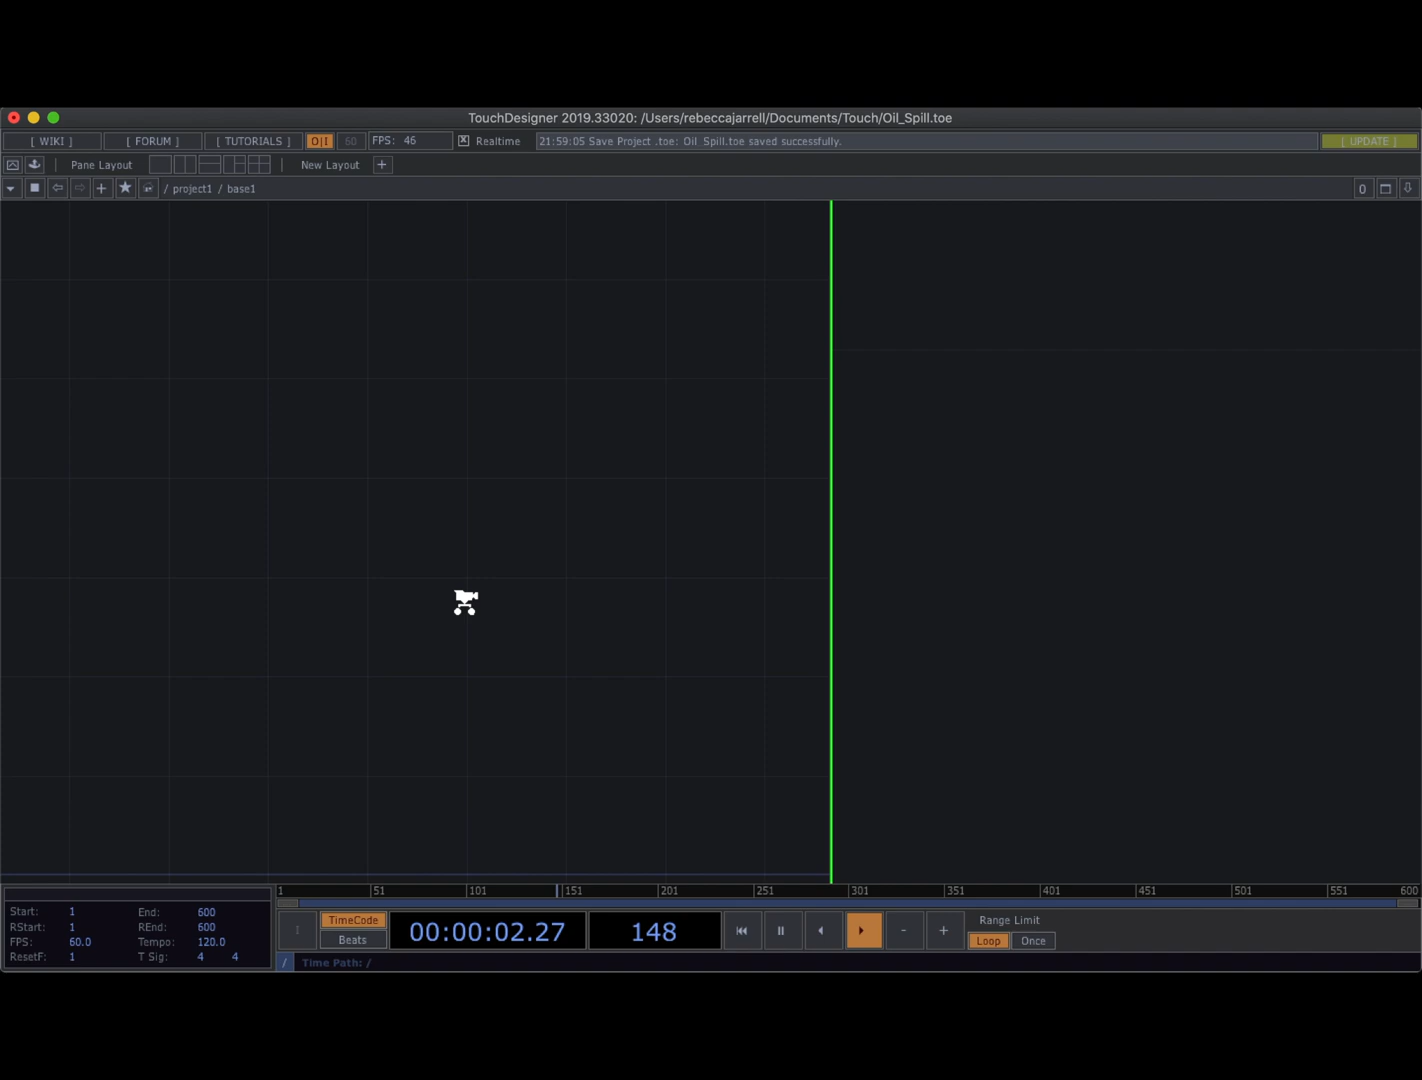 TouchDesigner 2019.33020: /Users/rebeccajarrell/Documents/Touch/Oil_Spill.toe
[ WIKI ] [ FORUM ] [ TUTORIALS ] O|I 60 FPS: 46 Realtime 21:59:05 Save Project .toe: Oil_Spill.toe saved successfully. [ UPDATE ]
Pane Layout New Layout +
+ / project1 / base1 0
1 51 101 151 201 251 301 351 401 451 501 551 600
Start: 1 End: 600
RStart: 1 REnd: 600
FPS: 60.0 Tempo: 120.0
ResetF: 1 T Sig: 4 4
I TimeCode Beats 00:00:02.27 148 - + Range Limit
Loop Once
/ Time Path: /